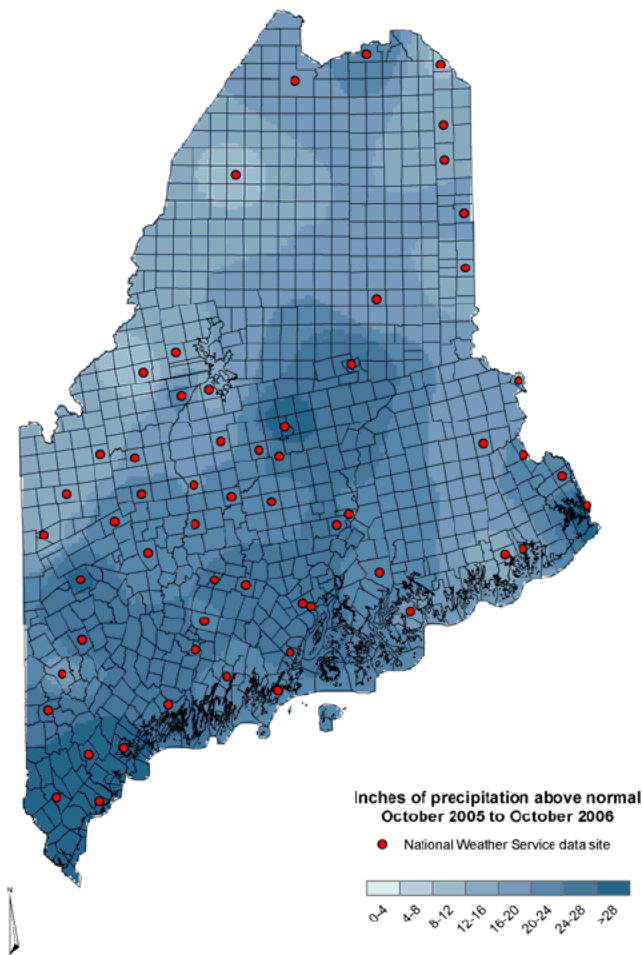 Inches of precipitation above normal
October 2005 to October 2006
National Weather Service data site
0-4 4-8 8-12 12-16 16-20 20-24 24-28 >28
N